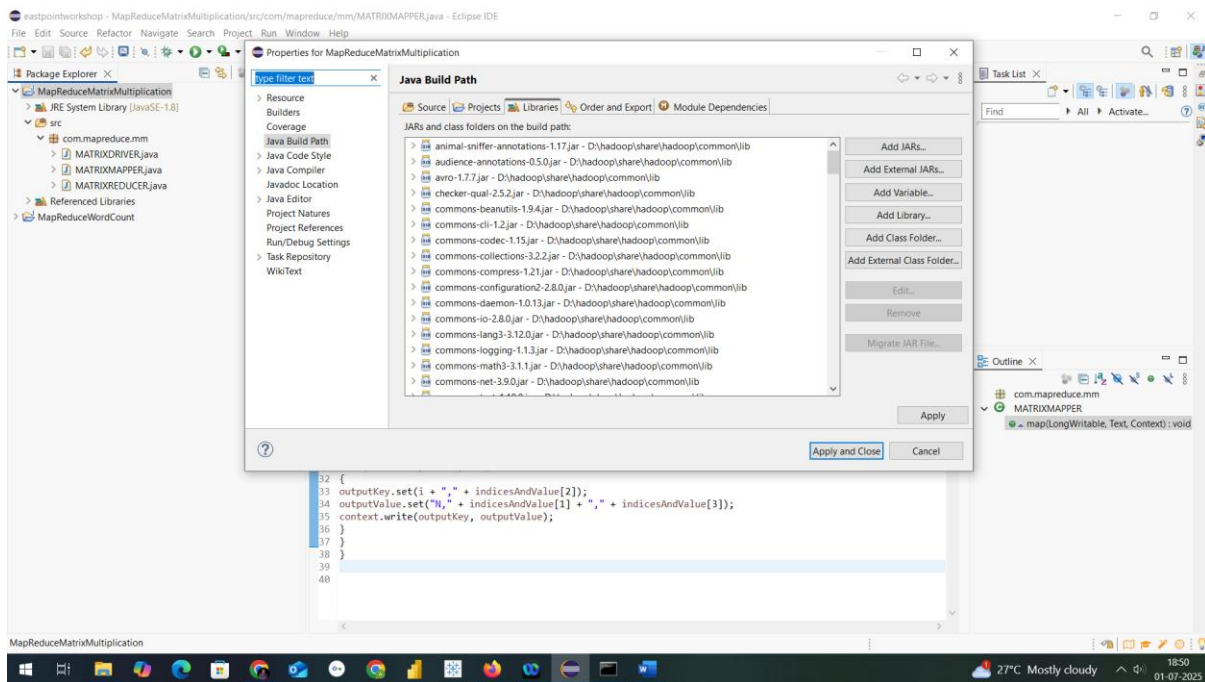 eastpointworkshop - MapReduceMatrixMultiplication/src/com/mapreduce/mm/MATRIXMAPPER.java - Eclipse IDE
File Edit Source Refactor Navigate Search Project Run Window Help
Package Explorer
MapReduceMatrixMultiplication
JRE System Library [JavaSE-1.8]
src
com.mapreduce.mm
MATRIXDRIVER.java
MATRIXMAPPER.java
MATRIXREDUCER.java
Referenced Libraries
MapReduceWordCount
Properties for MapReduceMatrixMultiplication
type filter text
Resource
Builders
Coverage
Java Build Path
Java Code Style
Java Compiler
Javadoc Location
Java Editor
Project Natures
Project References
Run/Debug Settings
Task Repository
WikiText
Java Build Path
Source Projects Libraries Order and Export Module Dependencies
JARs and class folders on the build path:
animal-sniffer-annotations-1.17.jar - D:\hadoop\share\hadoop\common\lib
audience-annotations-0.5.0.jar - D:\hadoop\share\hadoop\common\lib
avro-1.7.7.jar - D:\hadoop\share\hadoop\common\lib
checker-qual-2.5.2.jar - D:\hadoop\share\hadoop\common\lib
commons-beanutils-1.9.4.jar - D:\hadoop\share\hadoop\common\lib
commons-cli-1.2.jar - D:\hadoop\share\hadoop\common\lib
commons-codec-1.15.jar - D:\hadoop\share\hadoop\common\lib
commons-collections-3.2.2.jar - D:\hadoop\share\hadoop\common\lib
commons-compress-1.21.jar - D:\hadoop\share\hadoop\common\lib
commons-configuration2-2.8.0.jar - D:\hadoop\share\hadoop\common\lib
commons-daemon-1.0.13.jar - D:\hadoop\share\hadoop\common\lib
commons-io-2.8.0.jar - D:\hadoop\share\hadoop\common\lib
commons-lang3-3.12.0.jar - D:\hadoop\share\hadoop\common\lib
commons-logging-1.1.3.jar - D:\hadoop\share\hadoop\common\lib
commons-math3-3.1.1.jar - D:\hadoop\share\hadoop\common\lib
commons-net-3.9.0.jar - D:\hadoop\share\hadoop\common\lib
Add JARs...
Add External JARs...
Add Variable...
Add Library...
Add Class Folder...
Add External Class Folder...
Edit...
Remove
Migrate JAR File...
Apply
Apply and Close
Cancel
Task List
Find All Activate...
Outline
com.mapreduce.mm
MATRIXMAPPER
map(LongWritable, Text, Context) : void
32 {
33 outputKey.set(i + "," + indicesAndValue[2]);
34 outputValue.set("N," + indicesAndValue[1] + "," + indicesAndValue[3]);
35 context.write(outputKey, outputValue);
36 }
37 }
38 }
39
40
MapReduceMatrixMultiplication
27°C Mostly cloudy
18:50
01-07-2025